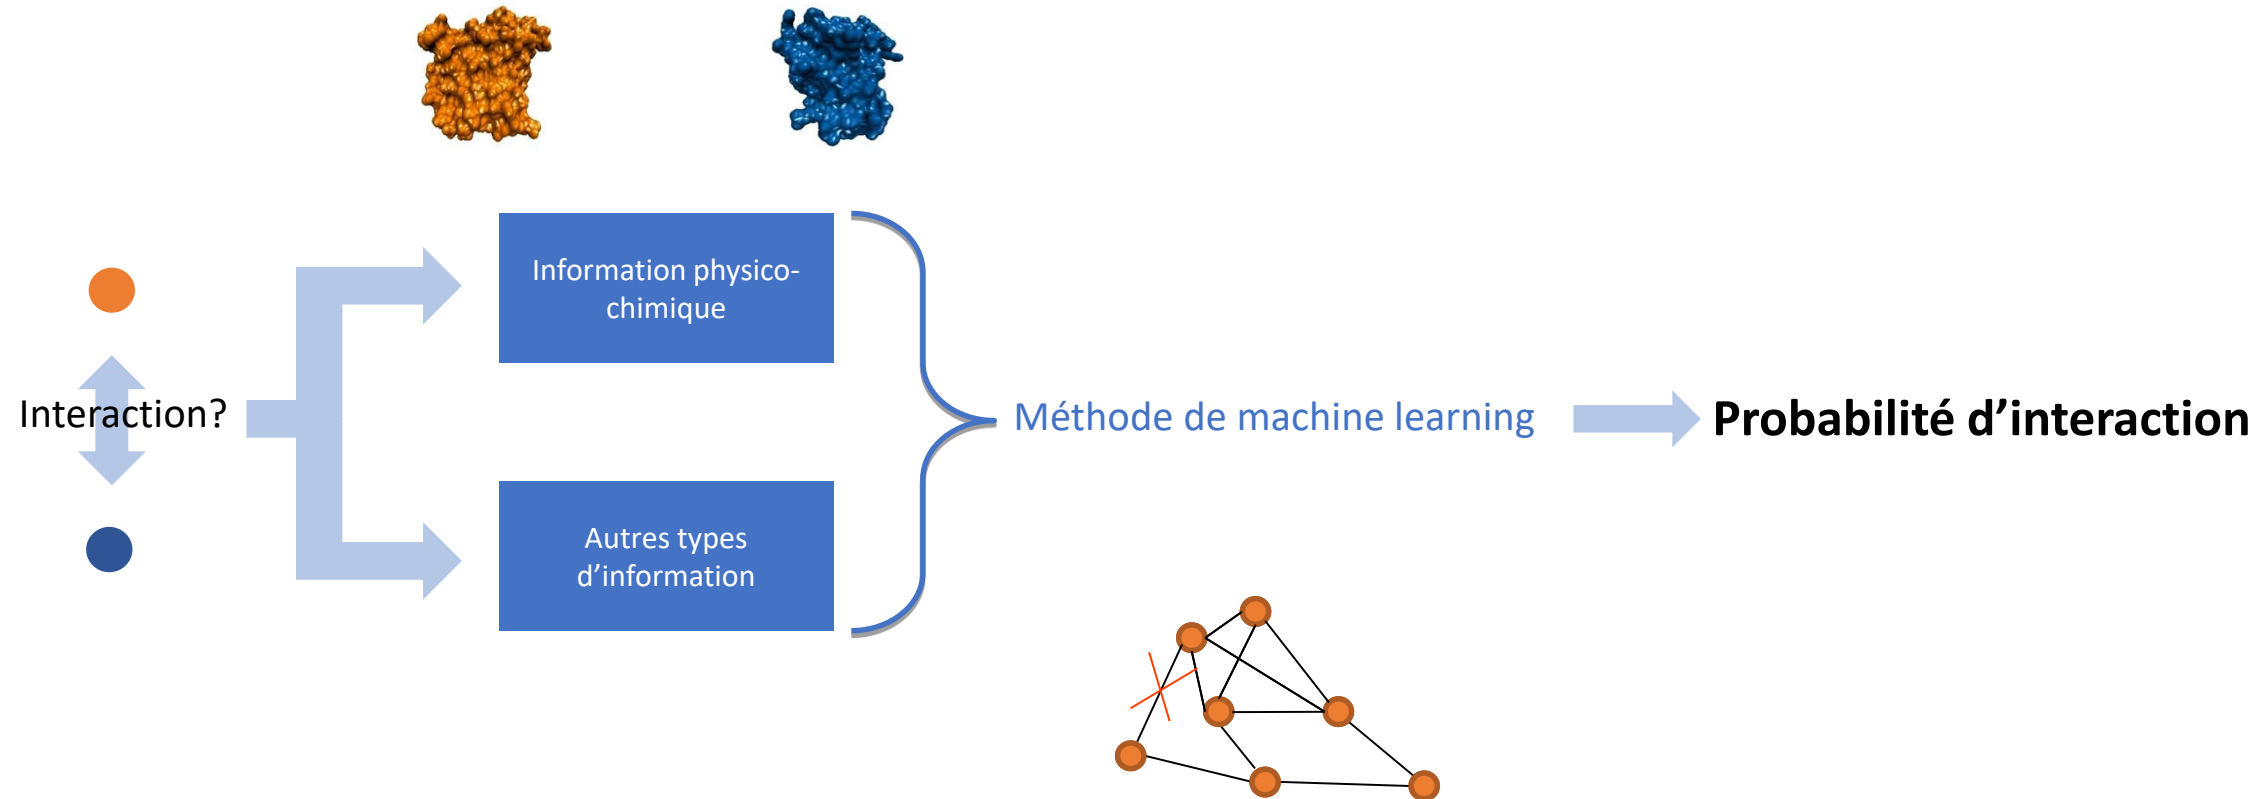 Interaction?
Information physico-
chimique
Autres types
d’information
Méthode de machine learning
Probabilité d’interaction